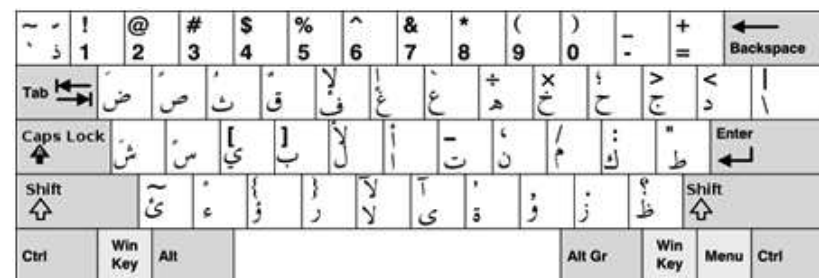 ~ ّ ! @ # $ % ^ & * ( ) _ + Backspace
` ذ 1 2 3 4 5 6 7 8 9 0 - =
Tab ض ص ث ق ف غ ع ه خ ح ج د \
َ ً ُ ٌ لإ إ ` ÷ × ؛ > < |
Caps Lock ش س ي ب ل ا ت ن م ك ط Enter
ِ ٍ [ ] لأ أ ـ ، / : "
Shift ئ ء ؤ ر لا ى ة و ز ظ Shift
~ ْ { } لآ آ ' , . ؟
Ctrl Win Key Alt Alt Gr Win Key Menu Ctrl